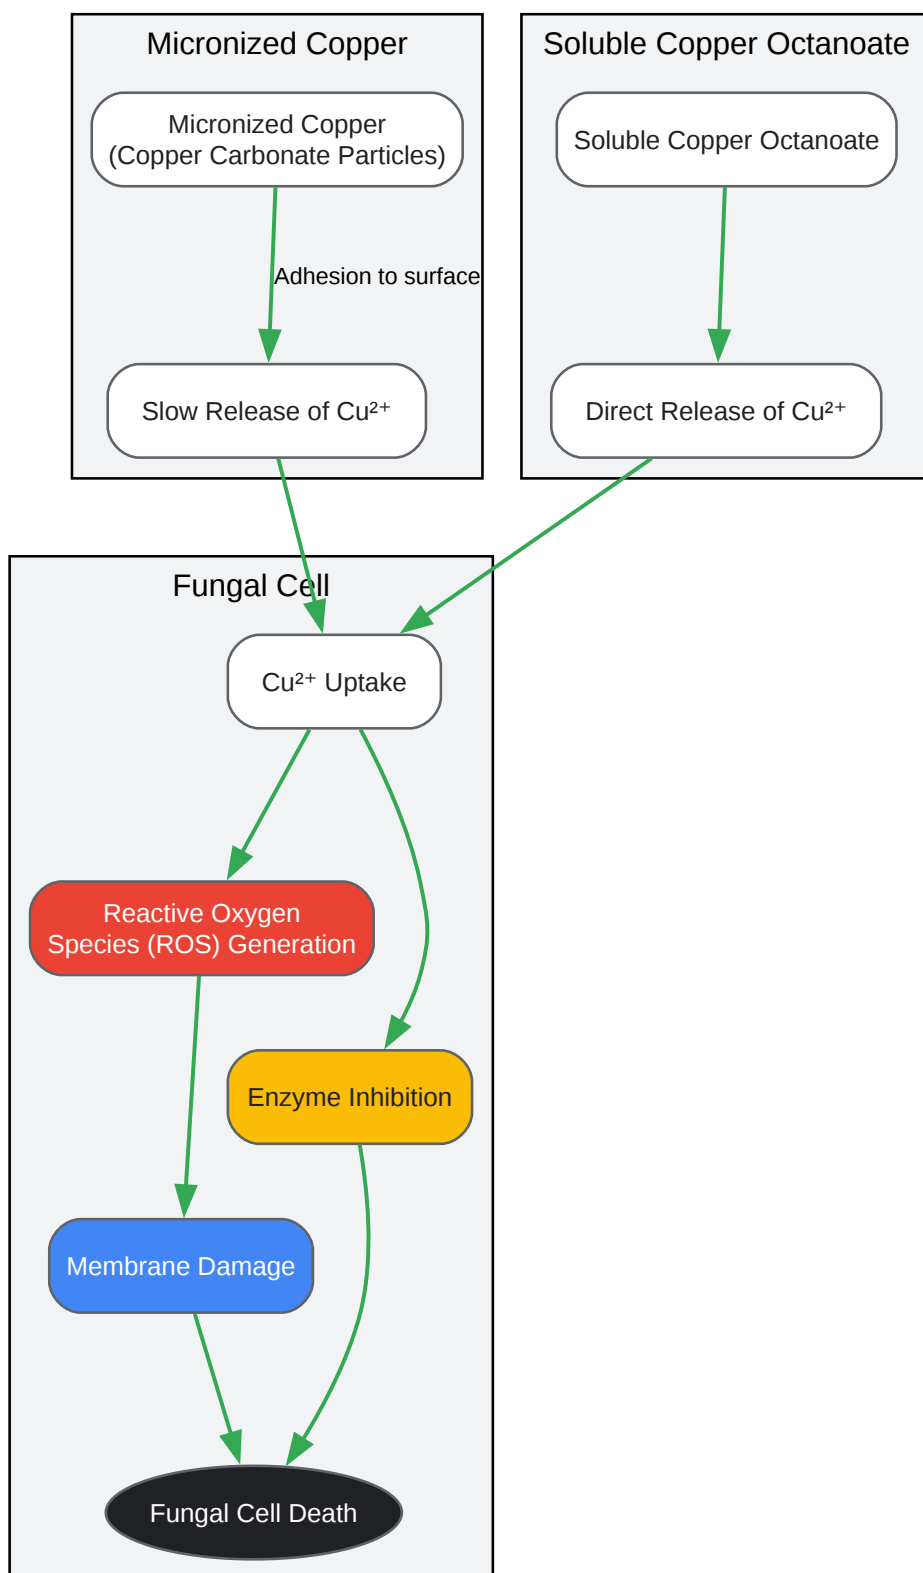 Micronized Copper
Micronized Copper
(Copper Carbonate Particles)
Adhesion to surface
Slow Release of Cu²⁺
Soluble Copper Octanoate
Soluble Copper Octanoate
Direct Release of Cu²⁺
Fungal Cell
Cu²⁺ Uptake
Reactive Oxygen
Species (ROS) Generation
Enzyme Inhibition
Membrane Damage
Fungal Cell Death